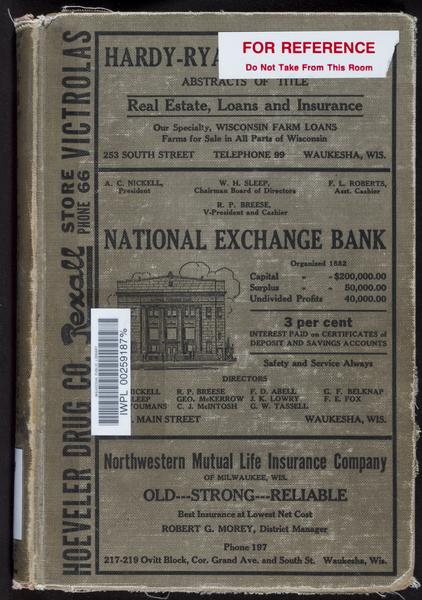 HOEVELER DRUG CO. Rexall STORE VICTROLAS
PHONE 66
HARDY-RYA
FOR REFERENCE
Do Not Take From This Room
ABSTRACTS OF TITLE
Real Estate, Loans and Insurance
Our Specialty, WISCONSIN FARM LOANS
Farms for Sale in All Parts of Wisconsin
253 SOUTH STREET TELEPHONE 99 WAUKESHA, WIS.
A. C. NICKELL, W. H. SLEEP, F. L. ROBERTS,
President Chairman Board of Directors Asst. Cashier
R. P. BREESE,
V-President and Cashier
NATIONAL EXCHANGE BANK
Organized 1882
Capital " " $200,000.00
Surplus " " 50,000.00
Undivided Profits 40,000.00
3 per cent
INTEREST PAID on CERTIFICATES of
DEPOSIT AND SAVINGS ACCOUNTS
Safety and Service Always
DIRECTORS
NICKELL R. P. BREESE F. D. ABELL G. F. BELKNAP
SLEEP GEO. McKERROW J. K. LOWRY F. E. FOX
YOUMANS C. J. McINTOSH G. W. TASSELL
MAIN STREET WAUKESHA, WIS.
IWPL 00259187%
Northwestern Mutual Life Insurance Company
OF MILWAUKEE, WIS.
OLD---STRONG---RELIABLE
Best Insurance at Lowest Net Cost
ROBERT G. MOREY, District Manager
Phone 197
217-219 Ovitt Block, Cor. Grand Ave. and South St. Waukesha, Wis.